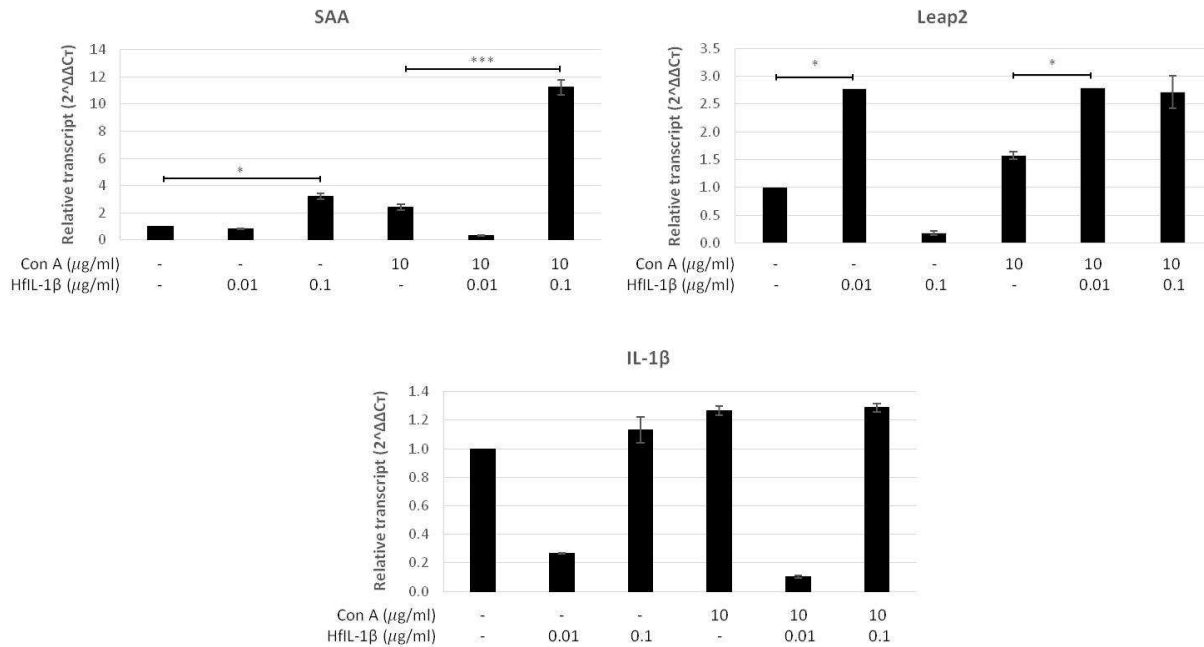 SAA
Relative transcript (2^ΔΔCт)
14
12
10
8
6
4
2
0
*
***
Con A (μg/ml) - - - 10 10 10
HfIL-1β (μg/ml) - 0.01 0.1 - 0.01 0.1
Leap2
Relative transcript (2^ΔΔCт)
3.5
3.0
2.5
2.0
1.5
1.0
0.5
0.0
*
*
Con A (μg/ml) - - - 10 10 10
HfIL-1β (μg/ml) - 0.01 0.1 - 0.01 0.1
IL-1β
Relative transcript (2^ΔΔCт)
1.4
1.2
1.0
0.8
0.6
0.4
0.2
0.0
Con A (μg/ml) - - - 10 10 10
HfIL-1β (μg/ml) - 0.01 0.1 - 0.01 0.1